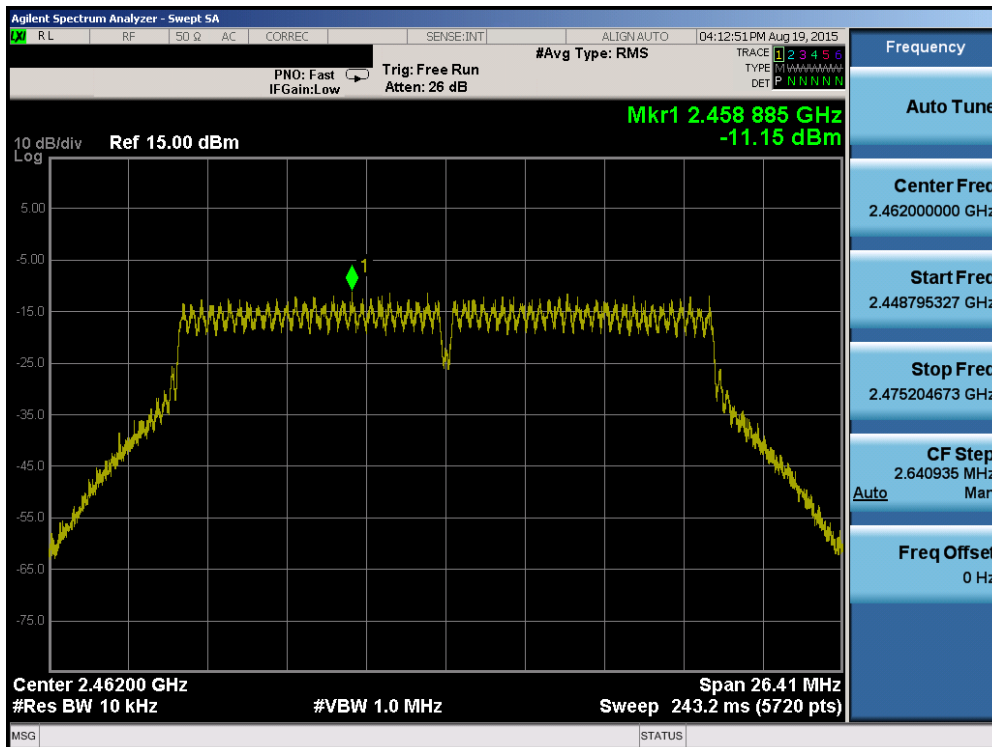 Agilent Spectrum Analyzer - Swept SA
LXI RL RF 50 Ω AC CORREC SENSE:INT ALIGN AUTO 04:12:51 PM Aug 19, 2015
#Avg Type: RMS
TRACE 1 2 3 4 5 6
TYPE M W W W W W
DET P N N N N N
PNO: Fast Trig: Free Run
IFGain:Low Atten: 26 dB
Mkr1 2.458 885 GHz
-11.15 dBm
10 dB/div Ref 15.00 dBm
Log
1
5.00
-5.00
-15.0
-25.0
-35.0
-45.0
-55.0
-65.0
-75.0
Center 2.46200 GHz Span 26.41 MHz
#Res BW 10 kHz #VBW 1.0 MHz Sweep 243.2 ms (5720 pts)
MSG STATUS
Frequency
Auto Tune
Center Freq
2.462000000 GHz
Start Freq
2.448795327 GHz
Stop Freq
2.475204673 GHz
CF Step
2.640935 MHz
Auto Man
Freq Offset
0 Hz